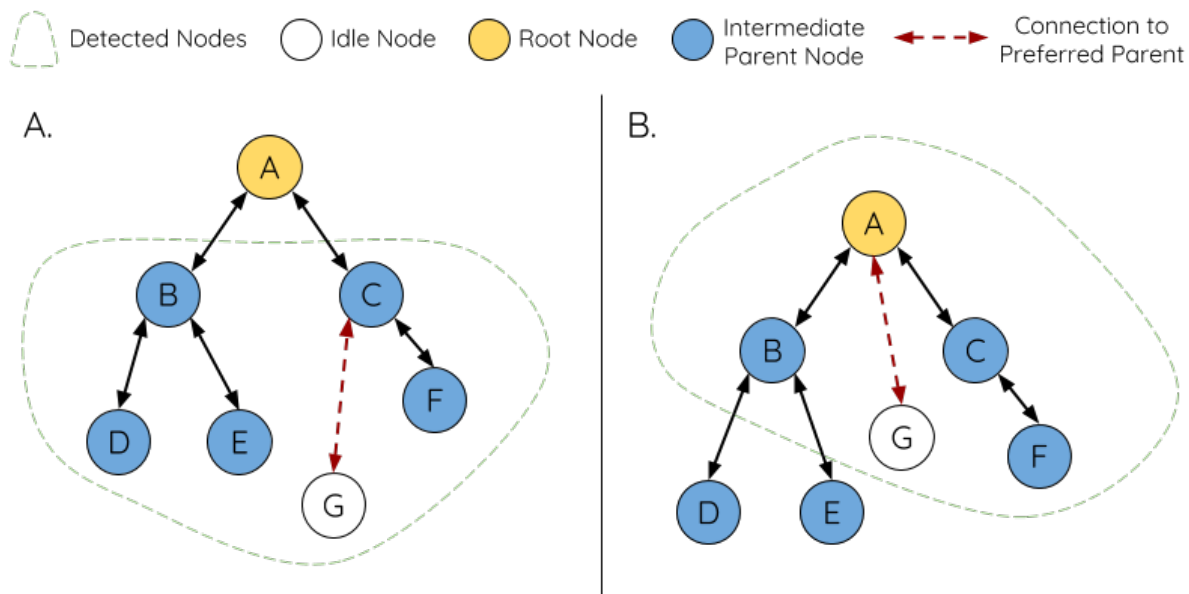 Detected Nodes
Idle Node
Root Node
Intermediate
Parent Node
Connection to
Preferred Parent
A.
A
B
C
D
E
F
G
B.
A
B
C
D
E
F
G